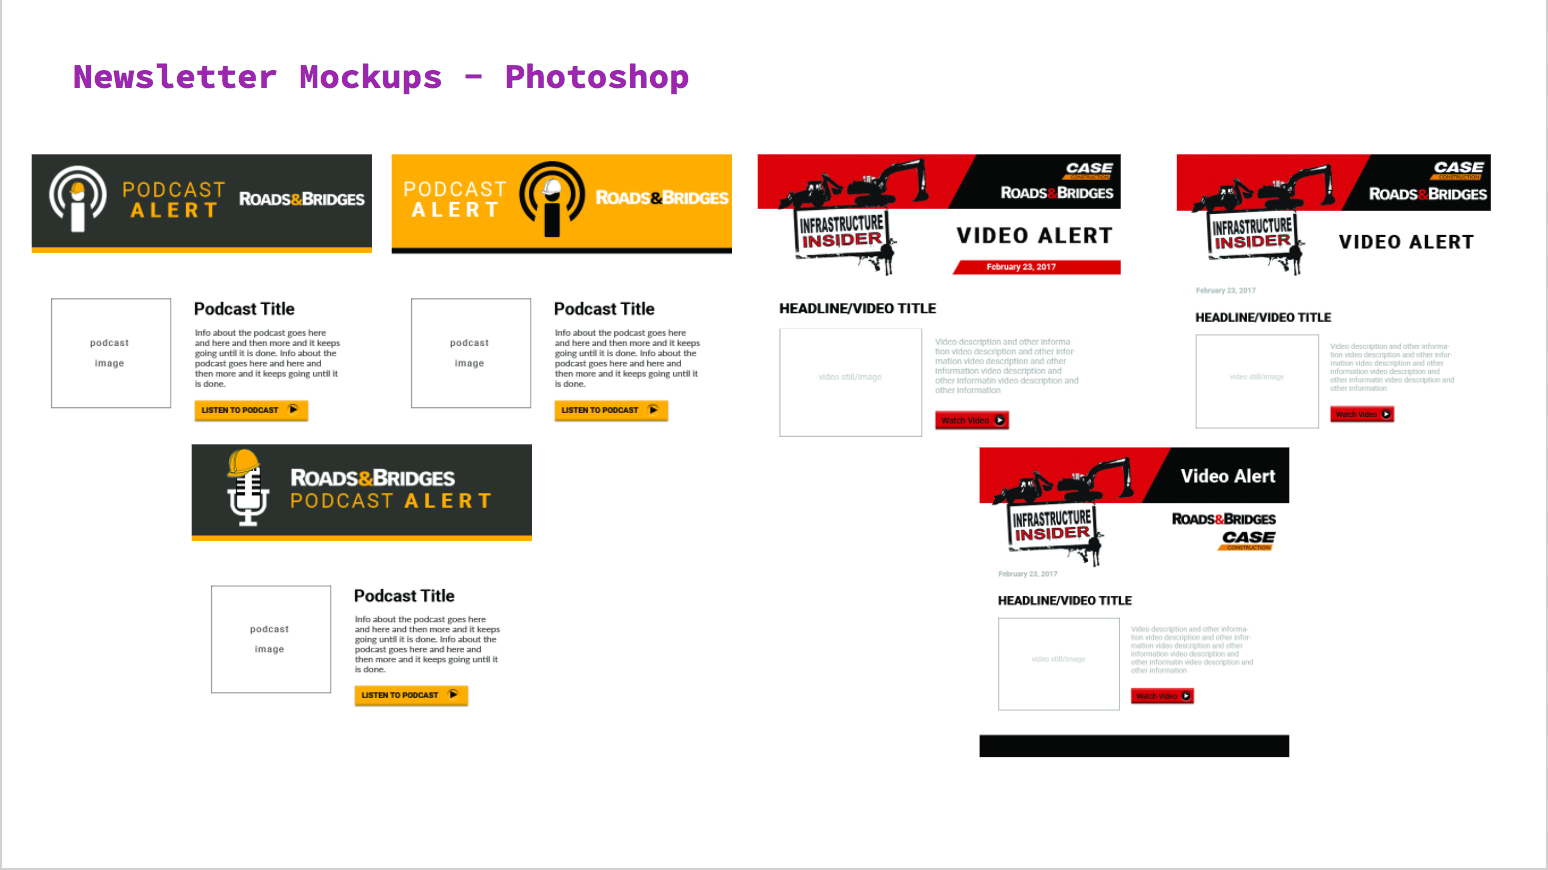 Newsletter Mockups - Photoshop
PODCAST
ALERT
ROADS&BRIDGES
podcast
image
Podcast Title
Info about the podcast goes here
and here and then more and it keeps
going until it is done. Info about the
podcast goes here and here and
then more and it keeps going until it
is done.
LISTEN TO PODCAST
PODCAST
ALERT
ROADS&BRIDGES
podcast
image
Podcast Title
Info about the podcast goes here
and here and then more and it keeps
going until it is done. Info about the
podcast goes here and here and
then more and it keeps going until it
is done.
LISTEN TO PODCAST
ROADS&BRIDGES
PODCAST ALERT
podcast
image
Podcast Title
Info about the podcast goes here
and here and then more and it keeps
going until it is done. Info about the
podcast goes here and here and
then more and it keeps going until it
is done.
LISTEN TO PODCAST
CASE
CONSTRUCTION
ROADS&BRIDGES
INFRASTRUCTURE
INSIDER
VIDEO ALERT
February 23, 2017
HEADLINE/VIDEO TITLE
video still/image
Video description and other informa-
tion video description and other infor
mation video description and other
information video description and
other informatin video description and
other information
Watch Video
CASE
CONSTRUCTION
ROADS&BRIDGES
INFRASTRUCTURE
INSIDER
VIDEO ALERT
February 23, 2017
HEADLINE/VIDEO TITLE
video still/image
Video description and other informa-
tion video description and other infor-
mation video description and other
information video description and
other informatin video description and
other information
Watch Video
Video Alert
INFRASTRUCTURE
INSIDER
ROADS&BRIDGES
CASE
CONSTRUCTION
February 23, 2017
HEADLINE/VIDEO TITLE
video still/image
Video description and other informa-
tion video description and other infor-
mation video description and other
information video description and
other informatin video description and
other information
Watch Video